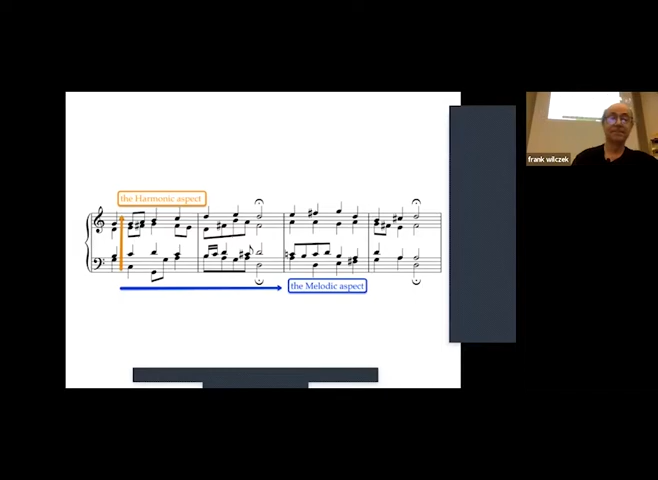 the Harmonic aspect
frank wilczek
the Melodic aspect